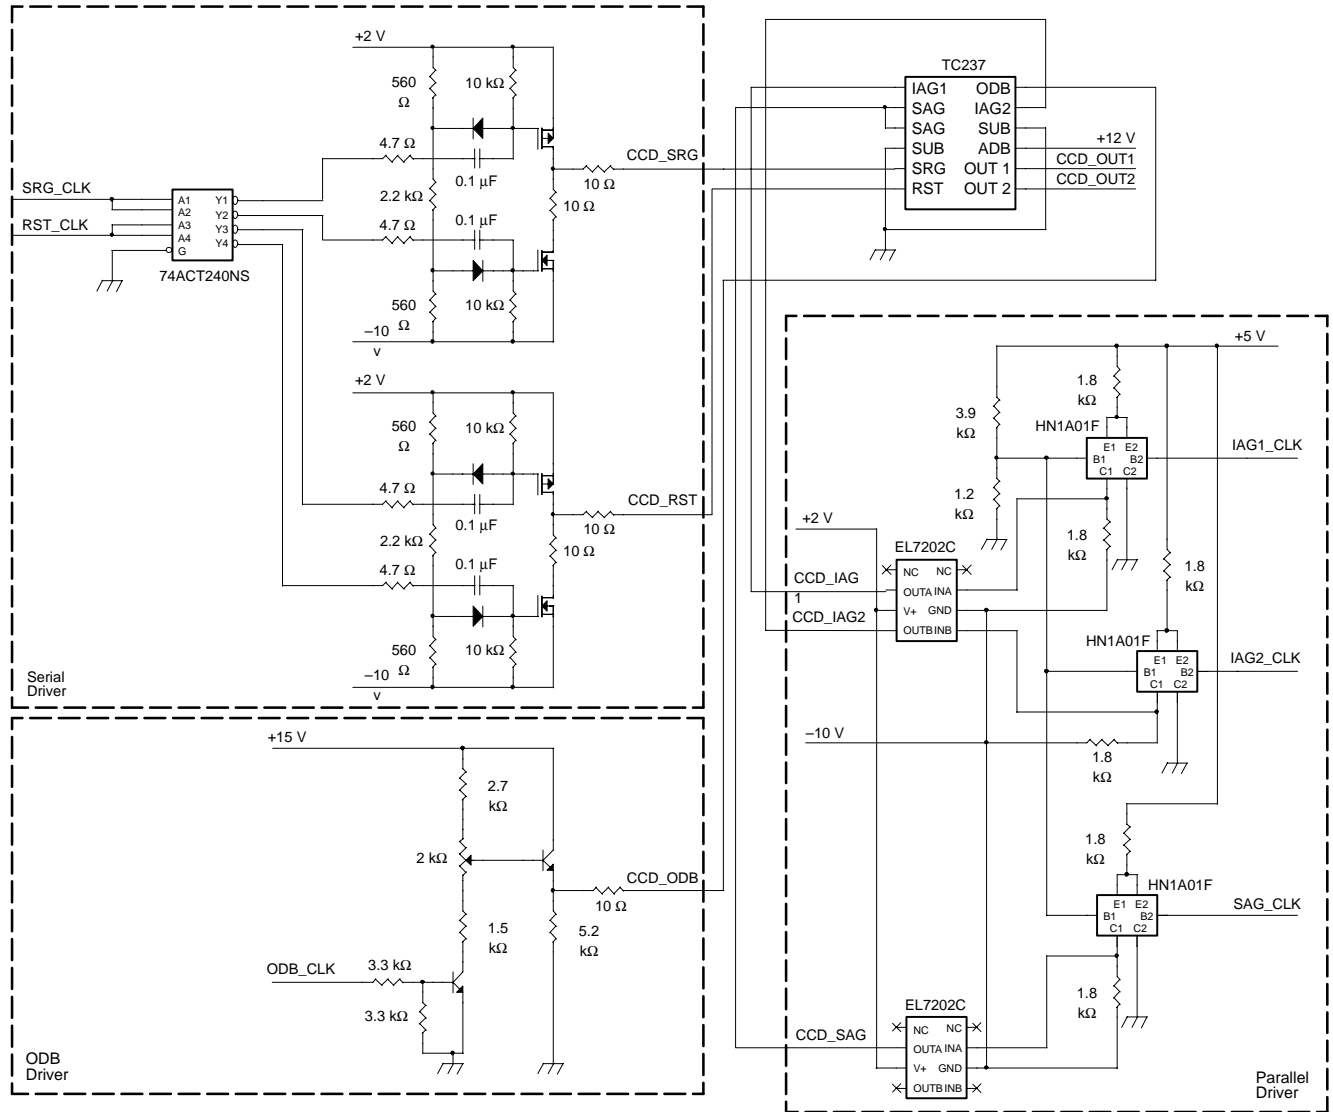 +2 V
560
Ω
10 kΩ
4.7 Ω
0.1 µF
2.2 kΩ
0.1 µF
4.7 Ω
560
Ω
10 kΩ
–10
v
10 Ω
10 Ω
CCD_SRG
SRG_CLK
RST_CLK
A1
A2
A3
A4
G
Y1
Y2
Y3
Y4
74ACT240NS
+2 V
560
Ω
10 kΩ
4.7 Ω
0.1 µF
2.2 kΩ
0.1 µF
4.7 Ω
560
Ω
10 kΩ
–10
v
10 Ω
10 Ω
CCD_RST
Serial
Driver
TC237
IAG1
SAG
SAG
SUB
SRG
RST
ODB
IAG2
SUB
ADB
OUT 1
OUT 2
+12 V
CCD_OUT1
CCD_OUT2
+15 V
2.7
kΩ
2 kΩ
1.5
kΩ
ODB_CLK
3.3 kΩ
3.3 kΩ
CCD_ODB
10 Ω
5.2
kΩ
ODB
Driver
+5 V
1.8
kΩ
3.9
kΩ
HN1A01F
E1 E2
B1 B2
C1 C2
IAG1_CLK
1.2
kΩ
+2 V
1.8
kΩ
1.8
kΩ
EL7202C
NC NC
OUTA INA
V+ GND
OUTB INB
CCD_IAG
1
CCD_IAG2
HN1A01F
E1 E2
B1 B2
C1 C2
IAG2_CLK
–10 V
1.8
kΩ
1.8
kΩ
HN1A01F
E1 E2
B1 B2
C1 C2
SAG_CLK
1.8
kΩ
EL7202C
NC NC
OUTA INA
V+ GND
OUTB INB
CCD_SAG
Parallel
Driver